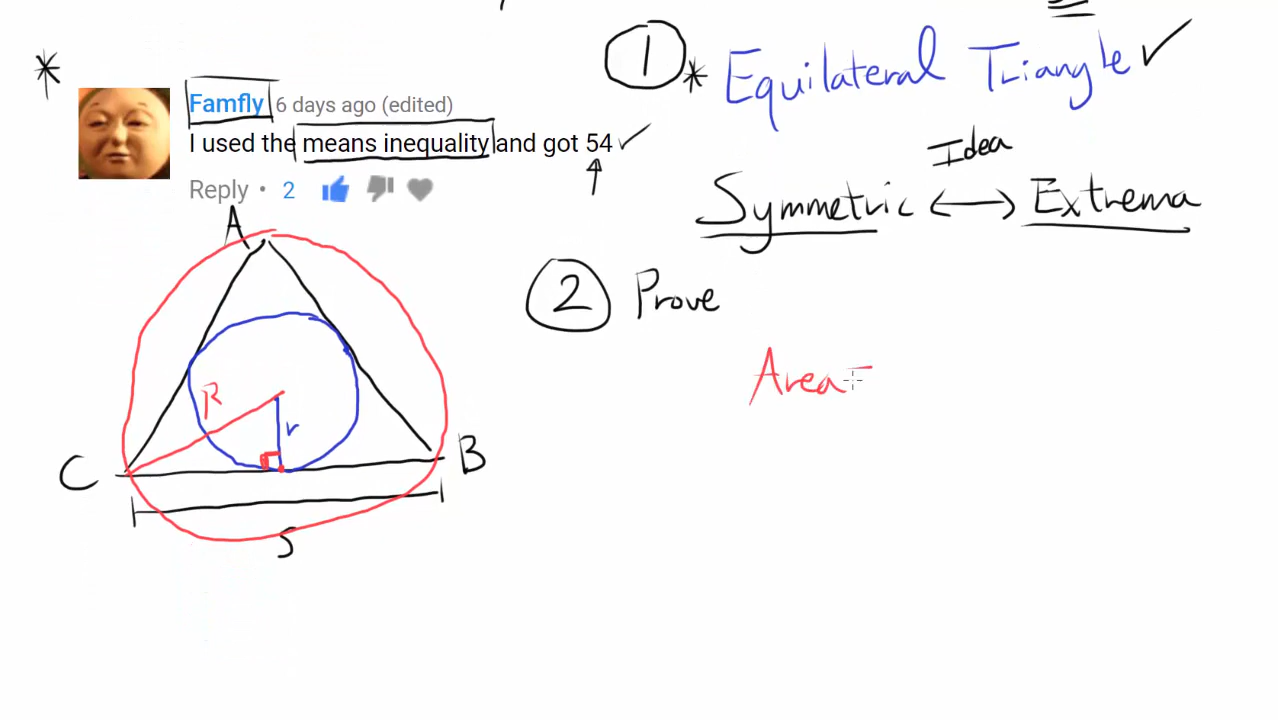 * Famfly 6 days ago (edited)
I used the means inequality and got 54 ✓
Reply • 2
A
R
r
C
B
S
1 * Equilateral Triangle ✓
Idea
Symmetric ⟷ Extrema
2 Prove
Area